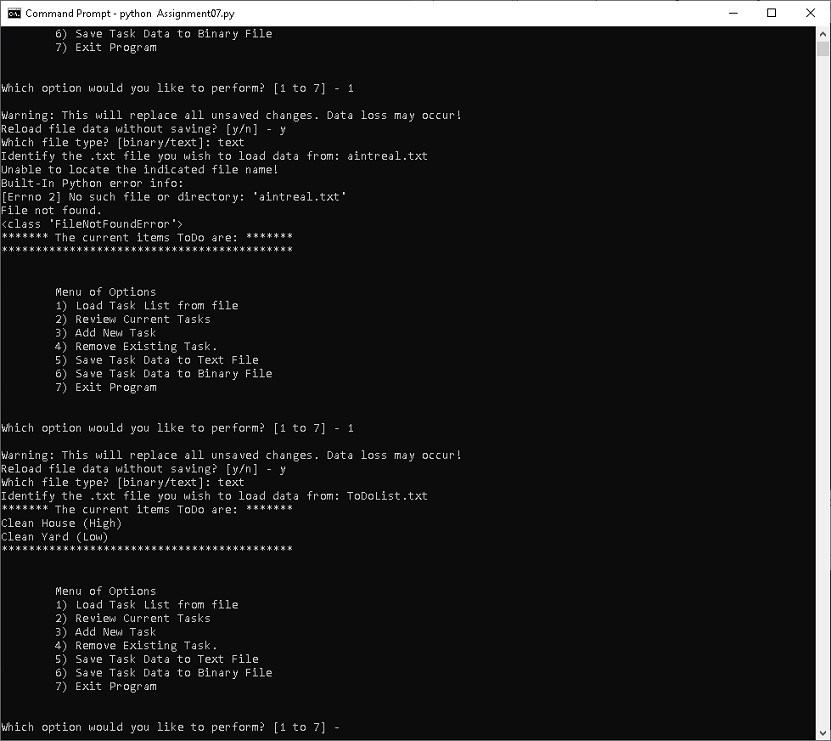 Command Prompt - python Assignment07.py
6) Save Task Data to Binary File
7) Exit Program
Which option would you like to perform? [1 to 7] - 1
Warning: This will replace all unsaved changes. Data loss may occur!
Reload file data without saving? [y/n] - y
Which file type? [binary/text]: text
Identify the .txt file you wish to load data from: aintreal.txt
Unable to locate the indicated file name!
Built-In Python error info:
[Errno 2] No such file or directory: 'aintreal.txt'
File not found.
<class 'FileNotFoundError'>
******* The current items ToDo are: *******
*******************************************
Menu of Options
1) Load Task List from file
2) Review Current Tasks
3) Add New Task
4) Remove Existing Task.
5) Save Task Data to Text File
6) Save Task Data to Binary File
7) Exit Program
Which option would you like to perform? [1 to 7] - 1
Warning: This will replace all unsaved changes. Data loss may occur!
Reload file data without saving? [y/n] - y
Which file type? [binary/text]: text
Identify the .txt file you wish to load data from: ToDoList.txt
******* The current items ToDo are: *******
Clean House (High)
Clean Yard (Low)
*******************************************
Menu of Options
1) Load Task List from file
2) Review Current Tasks
3) Add New Task
4) Remove Existing Task.
5) Save Task Data to Text File
6) Save Task Data to Binary File
7) Exit Program
Which option would you like to perform? [1 to 7] -